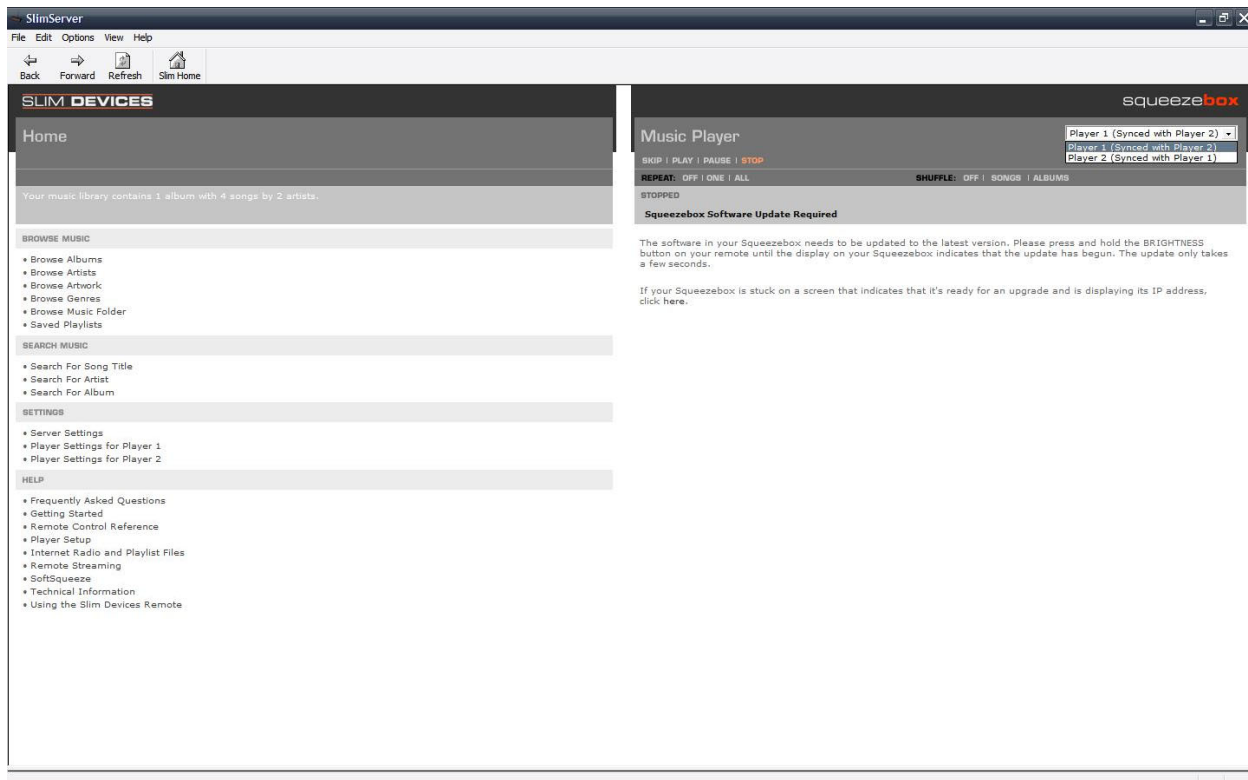 SlimServer
File Edit Options View Help
Back Forward Refresh Slim Home
SLIM DEVICES
Home
Your music library contains 1 album with 4 songs by 2 artists.
BROWSE MUSIC
• Browse Albums
• Browse Artists
• Browse Artwork
• Browse Genres
• Browse Music Folder
• Saved Playlists
SEARCH MUSIC
• Search For Song Title
• Search For Artist
• Search For Album
SETTINGS
• Server Settings
• Player Settings for Player 1
• Player Settings for Player 2
HELP
• Frequently Asked Questions
• Getting Started
• Remote Control Reference
• Player Setup
• Internet Radio and Playlist Files
• Remote Streaming
• SoftSqueeze
• Technical Information
• Using the Slim Devices Remote
squeezebox
Music Player
Player 1 (Synced with Player 2)
Player 1 (Synced with Player 2)
Player 2 (Synced with Player 1)
SKIP | PLAY | PAUSE | STOP
REPEAT: OFF | ONE | ALL
SHUFFLE: OFF | SONGS | ALBUMS
STOPPED
Squeezebox Software Update Required
The software in your Squeezebox needs to be updated to the latest version. Please press and hold the BRIGHTNESS
button on your remote until the display on your Squeezebox indicates that the update has begun. The update only takes
a few seconds.
If your Squeezebox is stuck on a screen that indicates that it's ready for an upgrade and is displaying its IP address,
click here.